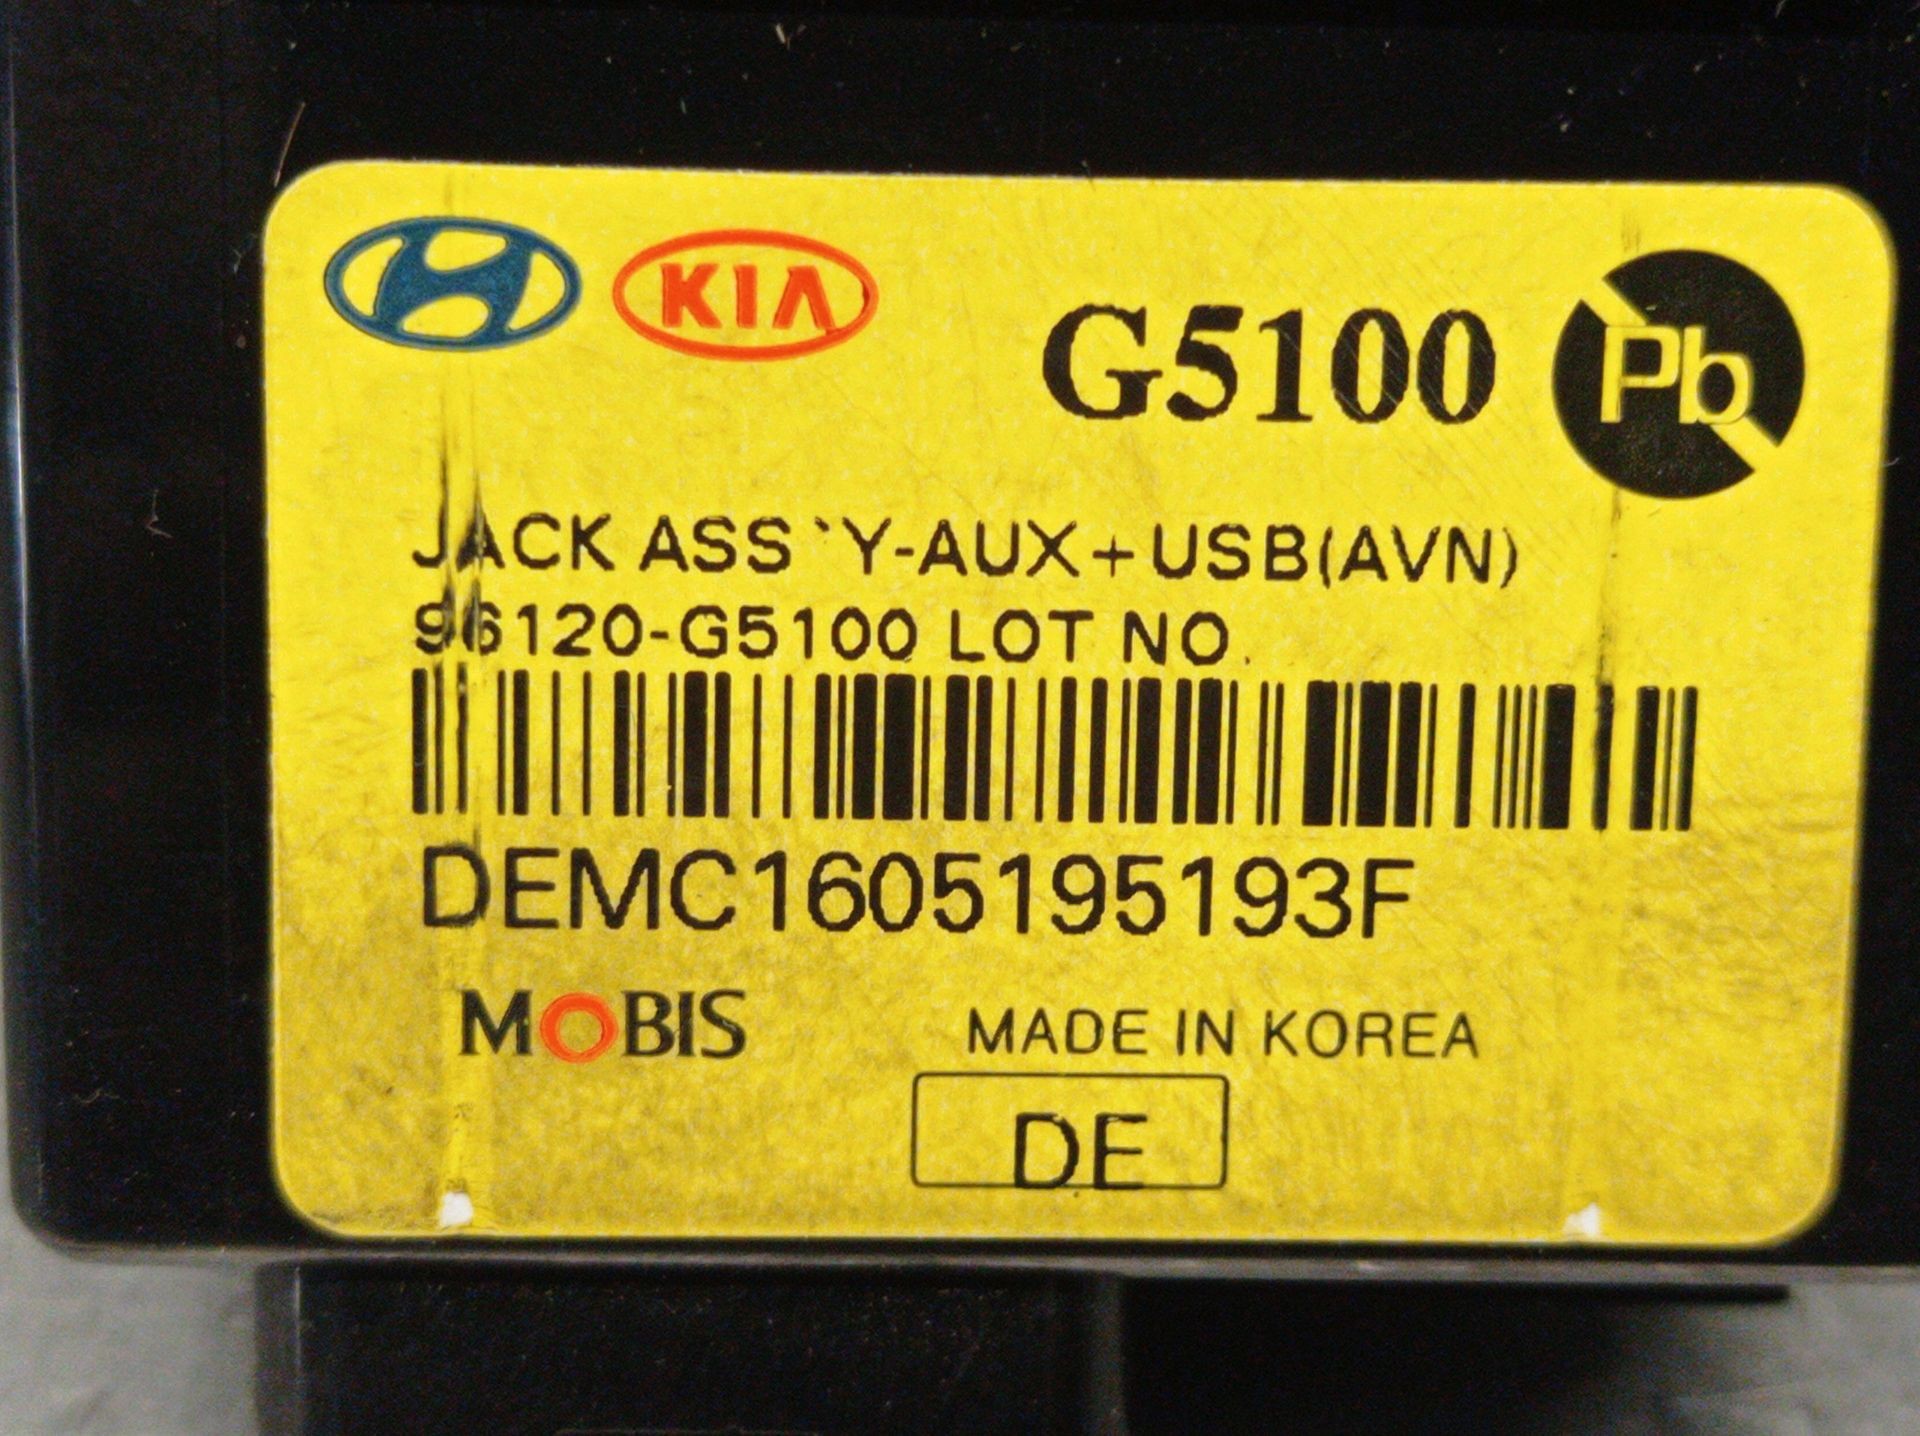 KIA
G5100
Pb
JACK ASS`Y-AUX+USB(AVN)
96120-G5100 LOT NO.
DEMC1605195193F
MOBIS
MADE IN KOREA
DE